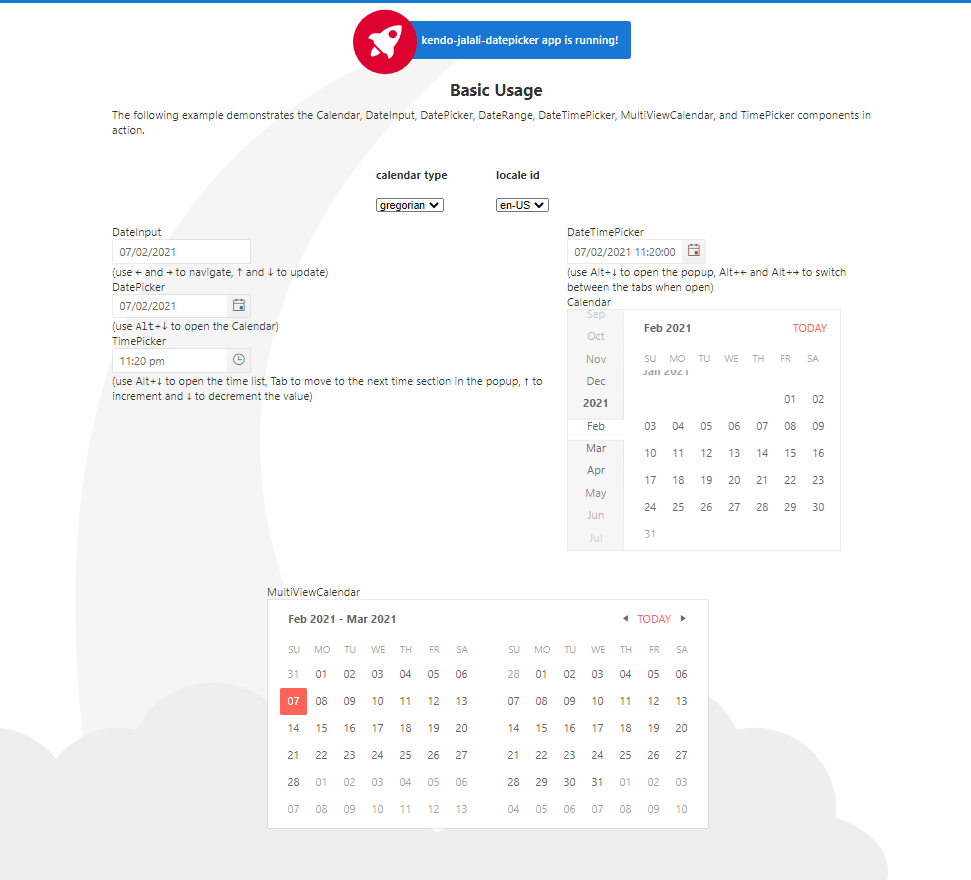 kendo-jalali-datepicker app is running!
Basic Usage
The following example demonstrates the Calendar, DateInput, DatePicker, DateRange, DateTimePicker, MultiViewCalendar, and TimePicker components in
action.
calendar type
locale id
gregorian
en-US
DateInput
07/02/2021
(use ← and → to navigate, ↑ and ↓ to update)
DatePicker
07/02/2021
(use Alt+↓ to open the Calendar)
TimePicker
11:20 pm
(use Alt+↓ to open the time list, Tab to move to the next time section in the popup, ↑ to
increment and ↓ to decrement the value)
DateTimePicker
07/02/2021 11:20:00
(use Alt+↓ to open the popup, Alt+← and Alt+→ to switch
between the tabs when open)
Calendar
Sep
Oct
Nov
Dec
2021
Feb
Mar
Apr
May
Jun
Jul
Feb 2021 TODAY
SU MO TU WE TH FR SA
Jan 2021
01 02
03 04 05 06 07 08 09
10 11 12 13 14 15 16
17 18 19 20 21 22 23
24 25 26 27 28 29 30
31
MultiViewCalendar
Feb 2021 - Mar 2021 ◄ TODAY ►
SU MO TU WE TH FR SA SU MO TU WE TH FR SA
31 01 02 03 04 05 06 28 01 02 03 04 05 06
07 08 09 10 11 12 13 07 08 09 10 11 12 13
14 15 16 17 18 19 20 14 15 16 17 18 19 20
21 22 23 24 25 26 27 21 22 23 24 25 26 27
28 01 02 03 04 05 06 28 29 30 31 01 02 03
07 08 09 10 11 12 13 04 05 06 07 08 09 10